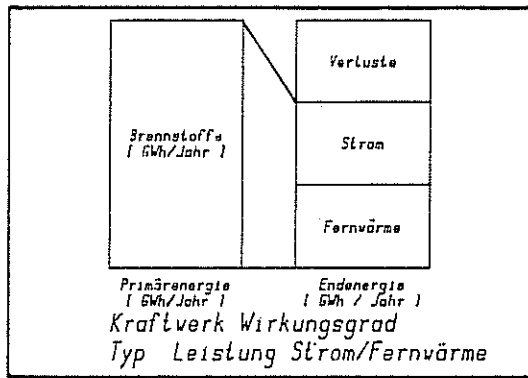 Verluste
Brennstoffe
[ GWh/Jahr ]
Strom
Fernwärme
Primärenergie
[ GWh/Jahr ]
Endenergie
[ GWh / Jahr ]
Kraftwerk Wirkungsgrad
Typ Leistung Strom/Fernwärme